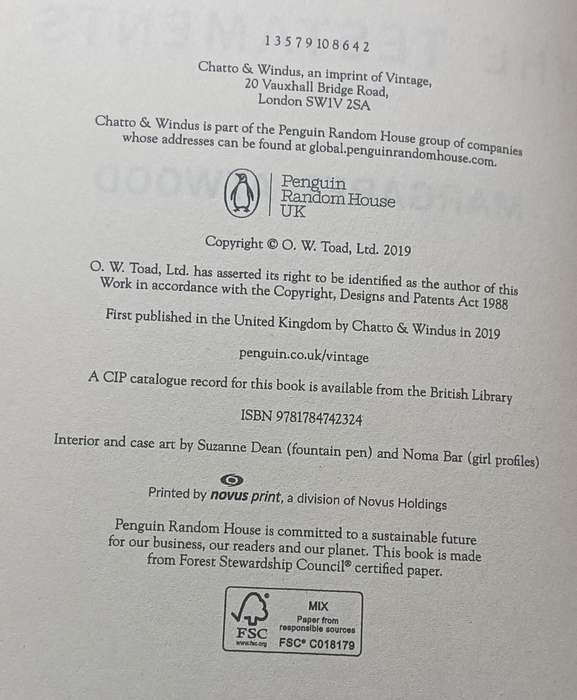 1 3 5 7 9 10 8 6 4 2
Chatto & Windus, an imprint of Vintage,
20 Vauxhall Bridge Road,
London SW1V 2SA
Chatto & Windus is part of the Penguin Random House group of companies
whose addresses can be found at global.penguinrandomhouse.com.
Penguin
Random House
UK
Copyright © O. W. Toad, Ltd. 2019
O. W. Toad, Ltd. has asserted its right to be identified as the author of this
Work in accordance with the Copyright, Designs and Patents Act 1988
First published in the United Kingdom by Chatto & Windus in 2019
penguin.co.uk/vintage
A CIP catalogue record for this book is available from the British Library
ISBN 9781784742324
Interior and case art by Suzanne Dean (fountain pen) and Noma Bar (girl profiles)
Printed by novus print, a division of Novus Holdings
Penguin Random House is committed to a sustainable future
for our business, our readers and our planet. This book is made
from Forest Stewardship Council® certified paper.
FSC
www.fsc.org
MIX
Paper from
responsible sources
FSC® C018179